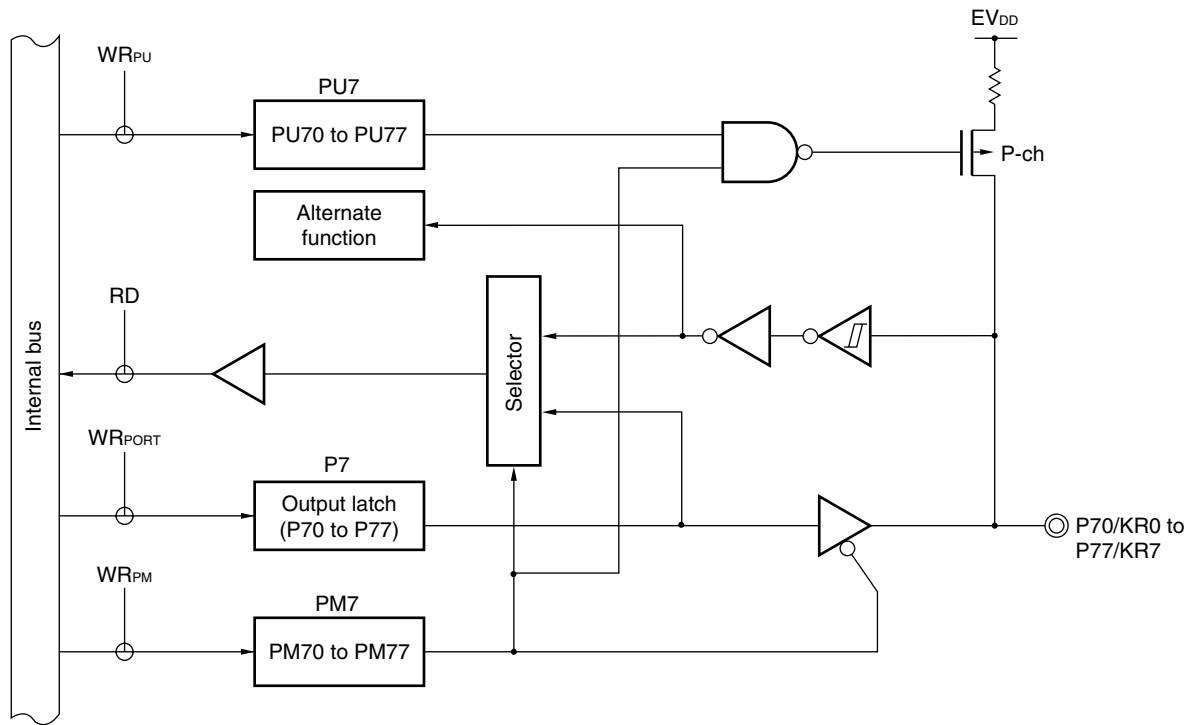 EVDD
WRPU
PU7
PU70 to PU77
P-ch
Alternate
function
RD
Internal bus
Selector
WRPORT
P7
Output latch
(P70 to P77)
P70/KR0 to
P77/KR7
WRPM
PM7
PM70 to PM77